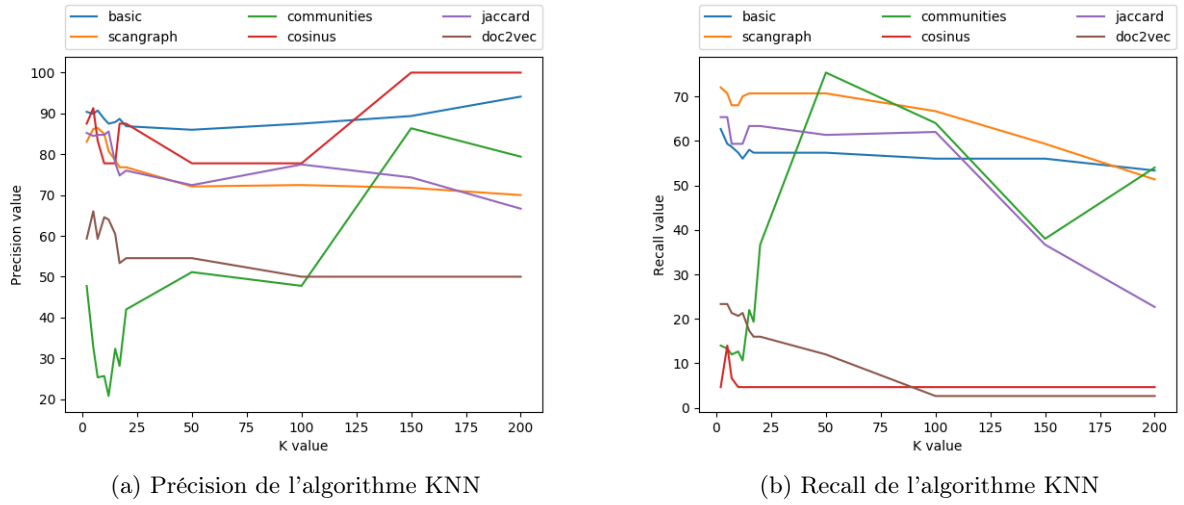 basic communities jaccard
scangraph cosinus doc2vec
100
90
80
70
60
50
40
30
20
Precision value
0 25 50 75 100 125 150 175 200
K value
(a) Précision de l'algorithme KNN
basic communities jaccard
scangraph cosinus doc2vec
70
60
50
40
30
20
10
0
Recall value
0 25 50 75 100 125 150 175 200
K value
(b) Recall de l'algorithme KNN